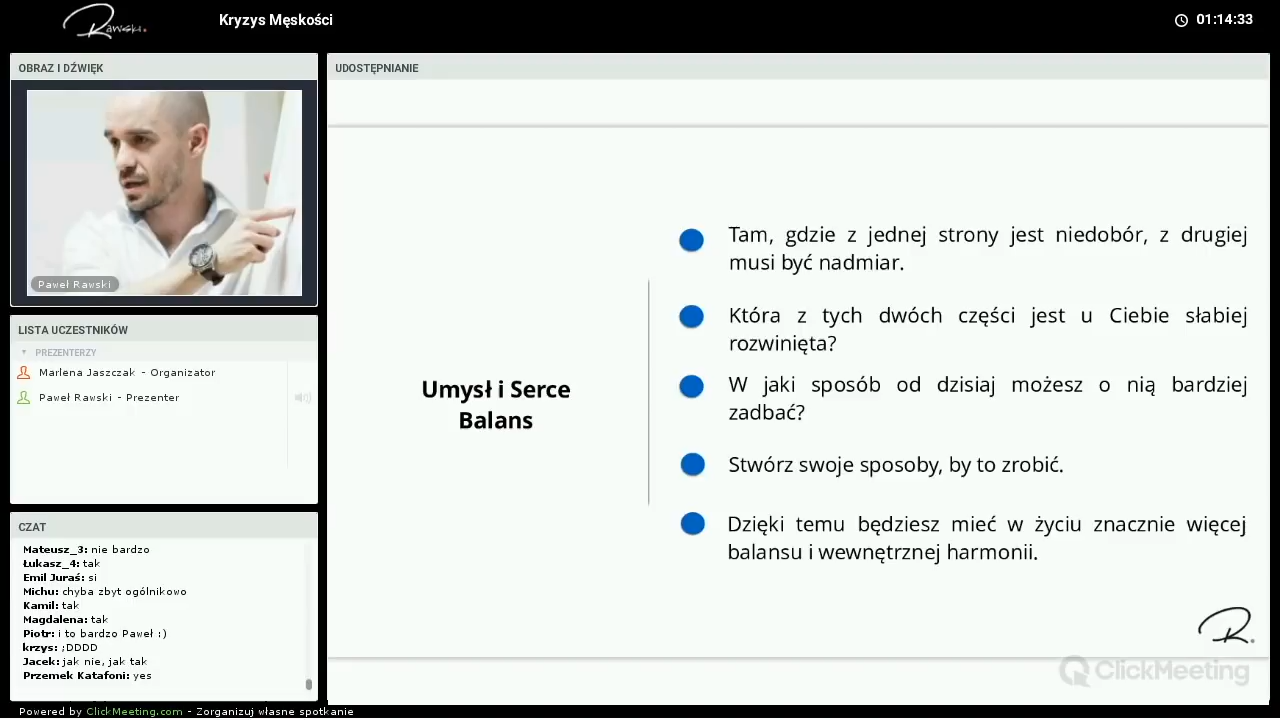 Rawski.
Kryzys Męskości
01:14:33
OBRAZ I DŹWIĘK
Paweł Rawski
LISTA UCZESTNIKÓW
PREZENTERZY
Marlena Jaszczak - Organizator
Paweł Rawski - Prezenter
CZAT
Mateusz_3: nie bardzo
Łukasz_4: tak
Emil Juraś: si
Michu: chyba zbyt ogólnikowo
Kamil: tak
Magdalena: tak
Piotr: i to bardzo Paweł :)
krzys: ;DDDD
Jacek: jak nie, jak tak
Przemek Katafoni: yes
UDOSTĘPNIANIE
Umysł i Serce
Balans
Tam, gdzie z jednej strony jest niedobór, z drugiej
musi być nadmiar.
Która z tych dwóch części jest u Ciebie słabiej
rozwinięta?
W jaki sposób od dzisiaj możesz o nią bardziej
zadbać?
Stwórz swoje sposoby, by to zrobić.
Dzięki temu będziesz mieć w życiu znacznie więcej
balansu i wewnętrznej harmonii.
R.
ClickMeeting
Powered by ClickMeeting.com - Zorganizuj własne spotkanie